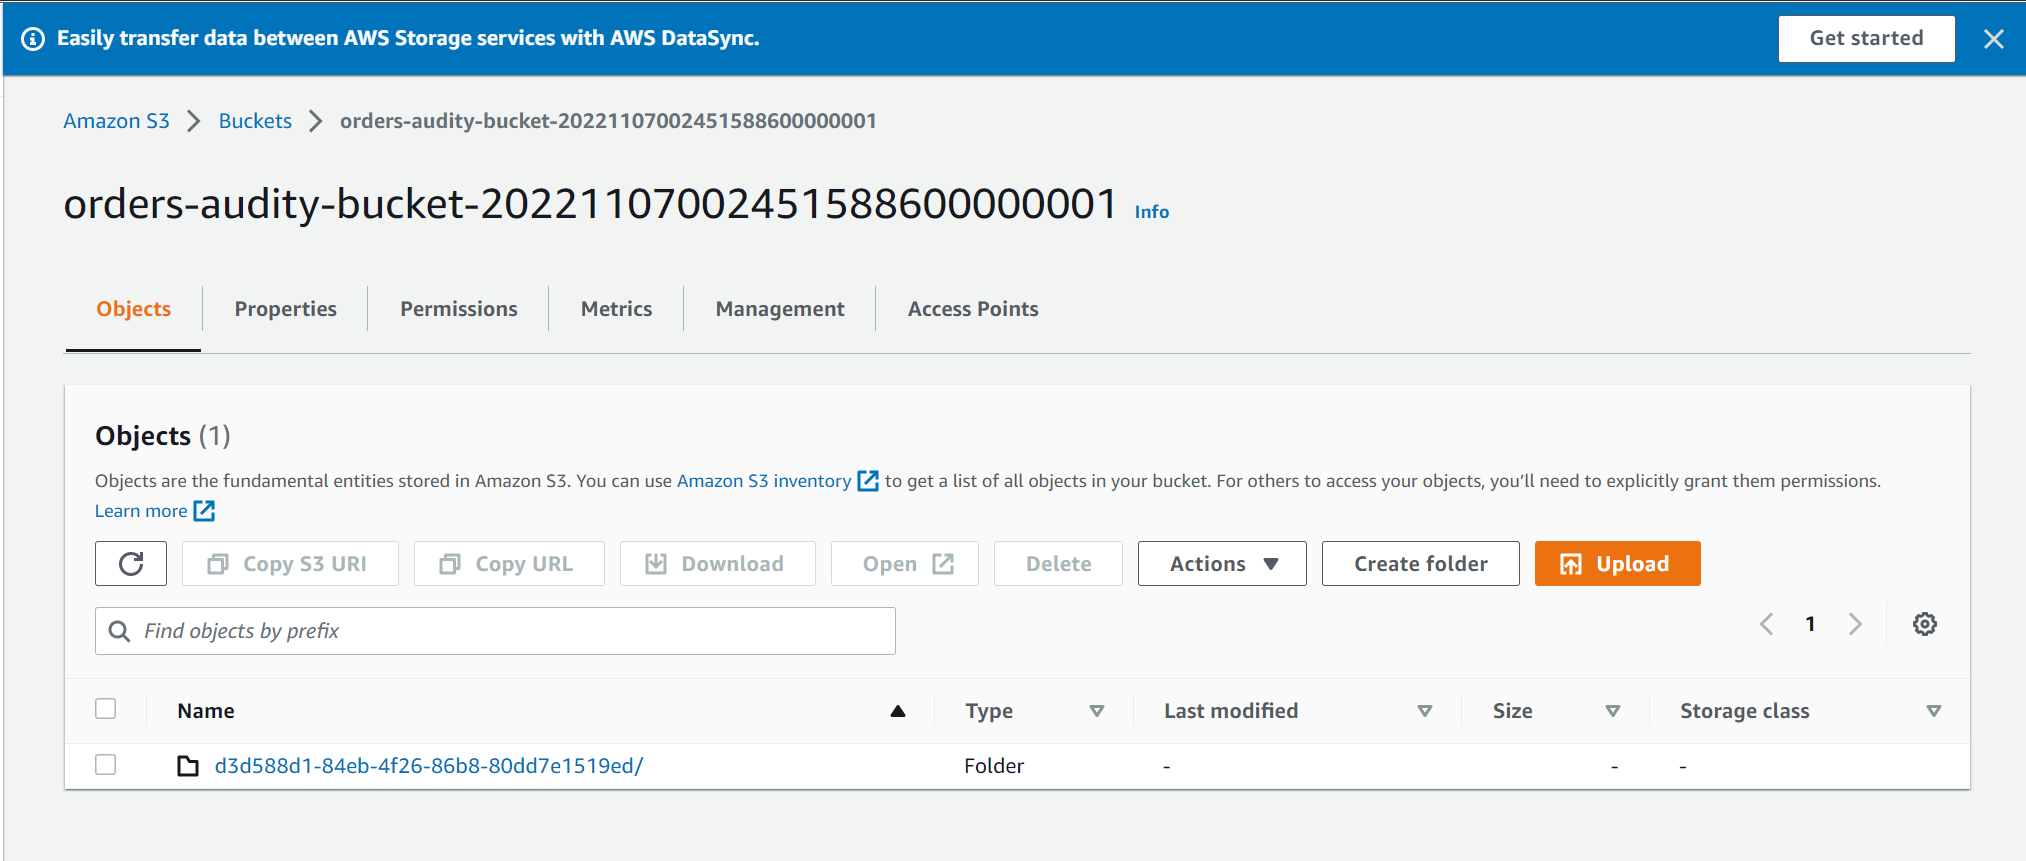 Easily transfer data between AWS Storage services with AWS DataSync.
Get started
Amazon S3 > Buckets > orders-audity-bucket-20221107002451588600000001
orders-audity-bucket-20221107002451588600000001 Info
Objects Properties Permissions Metrics Management Access Points
Objects (1)
Objects are the fundamental entities stored in Amazon S3. You can use Amazon S3 inventory to get a list of all objects in your bucket. For others to access your objects, you'll need to explicitly grant them permissions.
Learn more
Copy S3 URI Copy URL Download Open Delete Actions Create folder Upload
Find objects by prefix
1
Name Type Last modified Size Storage class
d3d588d1-84eb-4f26-86b8-80dd7e1519ed/ Folder - - -